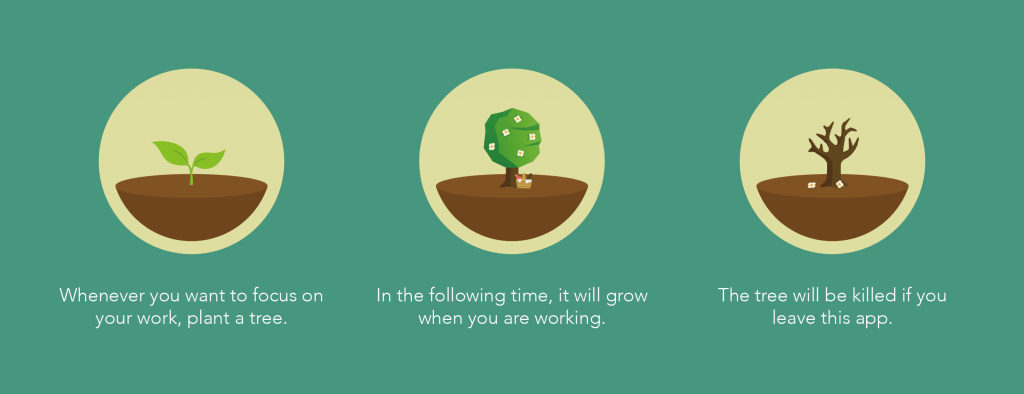 Whenever you want to focus on
your work, plant a tree.
In the following time, it will grow
when you are working.
The tree will be killed if you
leave this app.